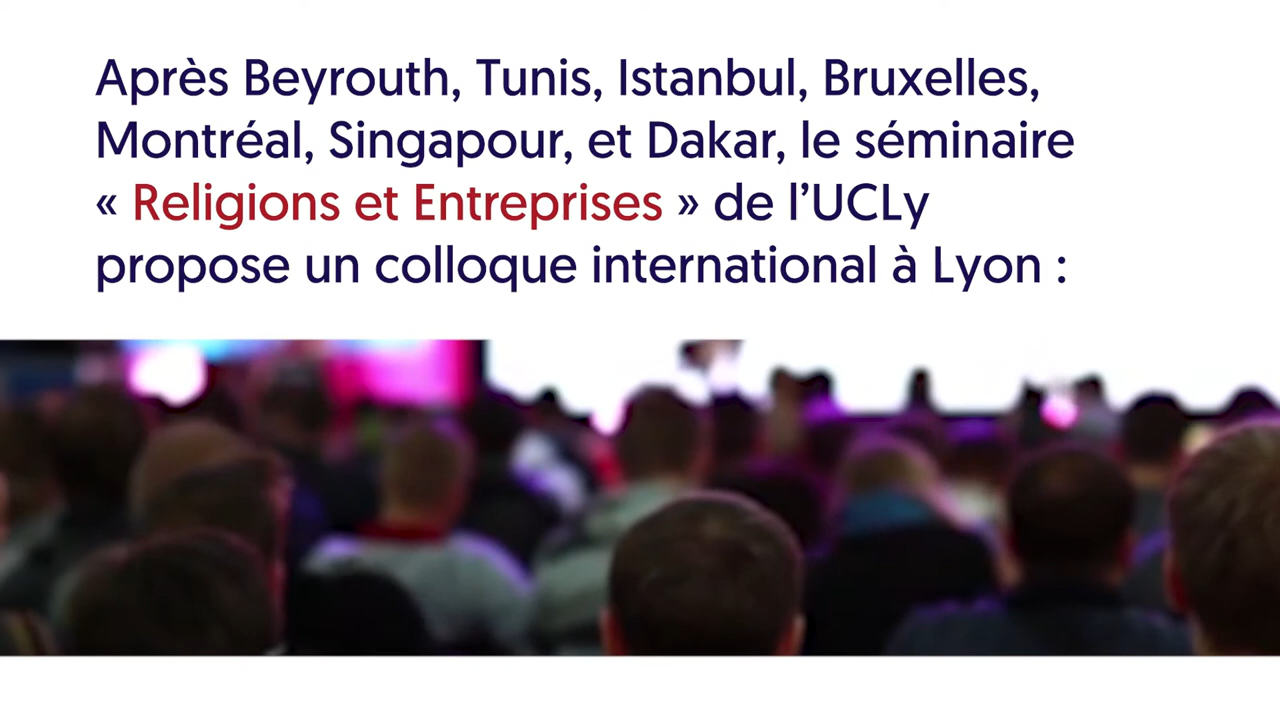 Après Beyrouth, Tunis, Istanbul, Bruxelles,
Montréal, Singapour, et Dakar, le séminaire
« Religions et Entreprises » de l’UCLy
propose un colloque international à Lyon :